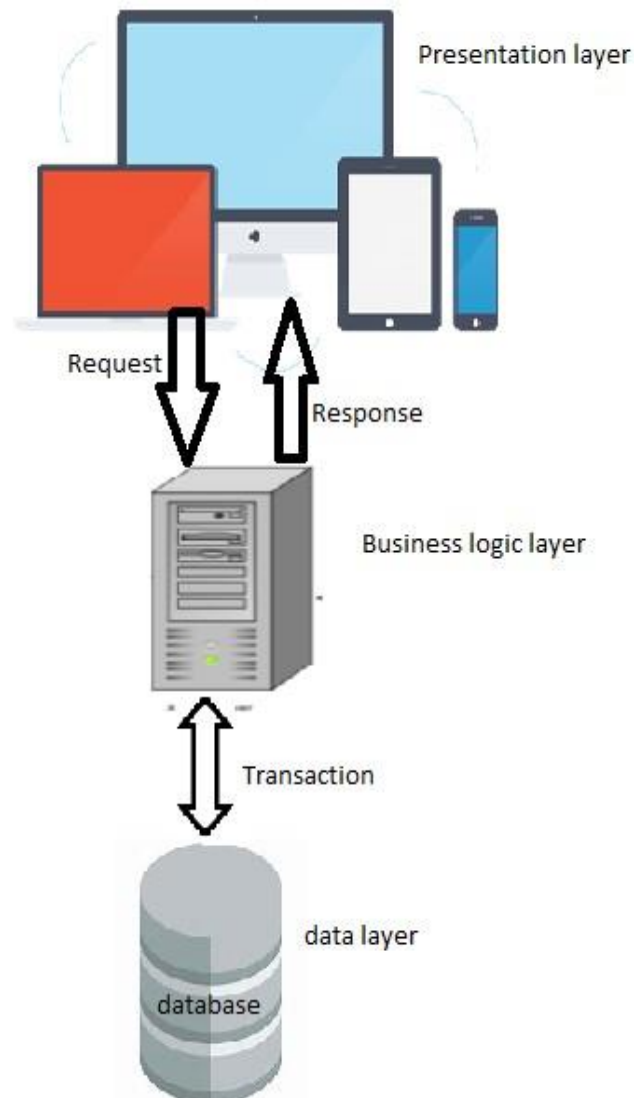 Presentation layer
Request
Response
Business logic layer
Transaction
data layer
database